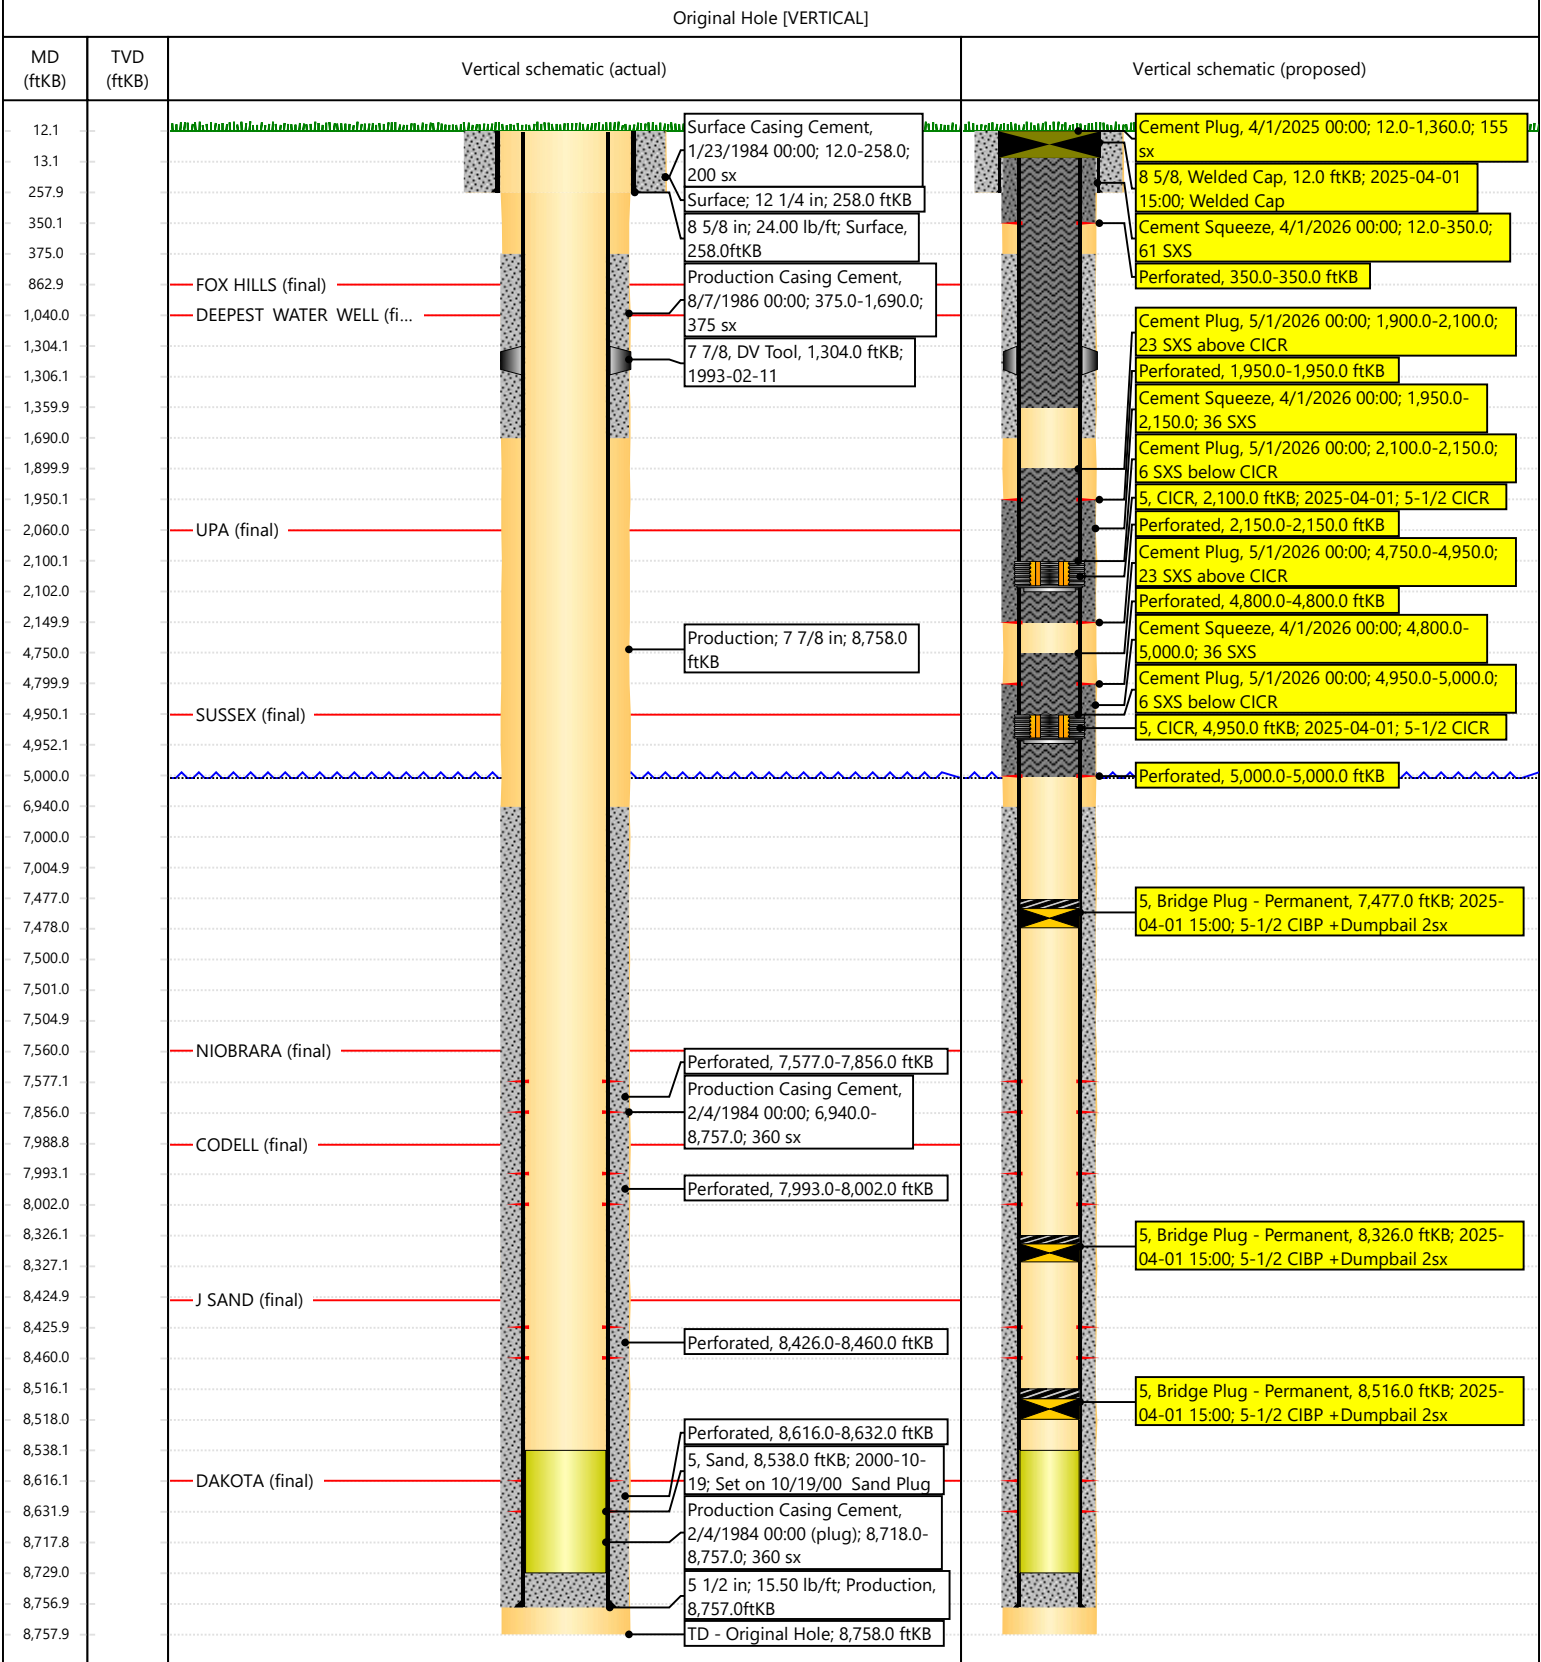 Original Hole [VERTICAL]
MD
(ftKB)
TVD
(ftKB)
Vertical schematic (actual)
Vertical schematic (proposed)
12.1
13.1
257.9
350.1
375.0
862.9
1,040.0
1,304.1
1,306.1
1,359.9
1,690.0
1,899.9
1,950.1
2,060.0
2,100.1
2,102.0
2,149.9
4,750.0
4,799.9
4,950.1
4,952.1
5,000.0
6,940.0
7,000.0
7,004.9
7,477.0
7,478.0
7,500.0
7,501.0
7,504.9
7,560.0
7,577.1
7,856.0
7,988.8
7,993.1
8,002.0
8,326.1
8,327.1
8,424.9
8,425.9
8,460.0
8,516.1
8,518.0
8,538.1
8,616.1
8,631.9
8,717.8
8,729.0
8,756.9
8,757.9
FOX HILLS (final)
DEEPEST WATER WELL (fi...
UPA (final)
SUSSEX (final)
NIOBRARA (final)
CODELL (final)
J SAND (final)
DAKOTA (final)
Surface Casing Cement,
1/23/1984 00:00; 12.0-258.0;
200 sx
Surface; 12 1/4 in; 258.0 ftKB
8 5/8 in; 24.00 lb/ft; Surface,
258.0ftKB
Production Casing Cement,
8/7/1986 00:00; 375.0-1,690.0;
375 sx
7 7/8, DV Tool, 1,304.0 ftKB;
1993-02-11
Production; 7 7/8 in; 8,758.0
ftKB
Perforated, 7,577.0-7,856.0 ftKB
Production Casing Cement,
2/4/1984 00:00; 6,940.0-
8,757.0; 360 sx
Perforated, 7,993.0-8,002.0 ftKB
Perforated, 8,426.0-8,460.0 ftKB
Perforated, 8,616.0-8,632.0 ftKB
5, Sand, 8,538.0 ftKB; 2000-10-
19; Set on 10/19/00 Sand Plug
Production Casing Cement,
2/4/1984 00:00 (plug); 8,718.0-
8,757.0; 360 sx
5 1/2 in; 15.50 lb/ft; Production,
8,757.0ftKB
TD - Original Hole; 8,758.0 ftKB
Cement Plug, 4/1/2025 00:00; 12.0-1,360.0; 155
sx
8 5/8, Welded Cap, 12.0 ftKB; 2025-04-01
15:00; Welded Cap
Cement Squeeze, 4/1/2026 00:00; 12.0-350.0;
61 SXS
Perforated, 350.0-350.0 ftKB
Cement Plug, 5/1/2026 00:00; 1,900.0-2,100.0;
23 SXS above CICR
Perforated, 1,950.0-1,950.0 ftKB
Cement Squeeze, 4/1/2026 00:00; 1,950.0-
2,150.0; 36 SXS
Cement Plug, 5/1/2026 00:00; 2,100.0-2,150.0;
6 SXS below CICR
5, CICR, 2,100.0 ftKB; 2025-04-01; 5-1/2 CICR
Perforated, 2,150.0-2,150.0 ftKB
Cement Plug, 5/1/2026 00:00; 4,750.0-4,950.0;
23 SXS above CICR
Perforated, 4,800.0-4,800.0 ftKB
Cement Squeeze, 4/1/2026 00:00; 4,800.0-
5,000.0; 36 SXS
Cement Plug, 5/1/2026 00:00; 4,950.0-5,000.0;
6 SXS below CICR
5, CICR, 4,950.0 ftKB; 2025-04-01; 5-1/2 CICR
Perforated, 5,000.0-5,000.0 ftKB
5, Bridge Plug - Permanent, 7,477.0 ftKB; 2025-
04-01 15:00; 5-1/2 CIBP +Dumpbail 2sx
5, Bridge Plug - Permanent, 8,326.0 ftKB; 2025-
04-01 15:00; 5-1/2 CIBP +Dumpbail 2sx
5, Bridge Plug - Permanent, 8,516.0 ftKB; 2025-
04-01 15:00; 5-1/2 CIBP +Dumpbail 2sx